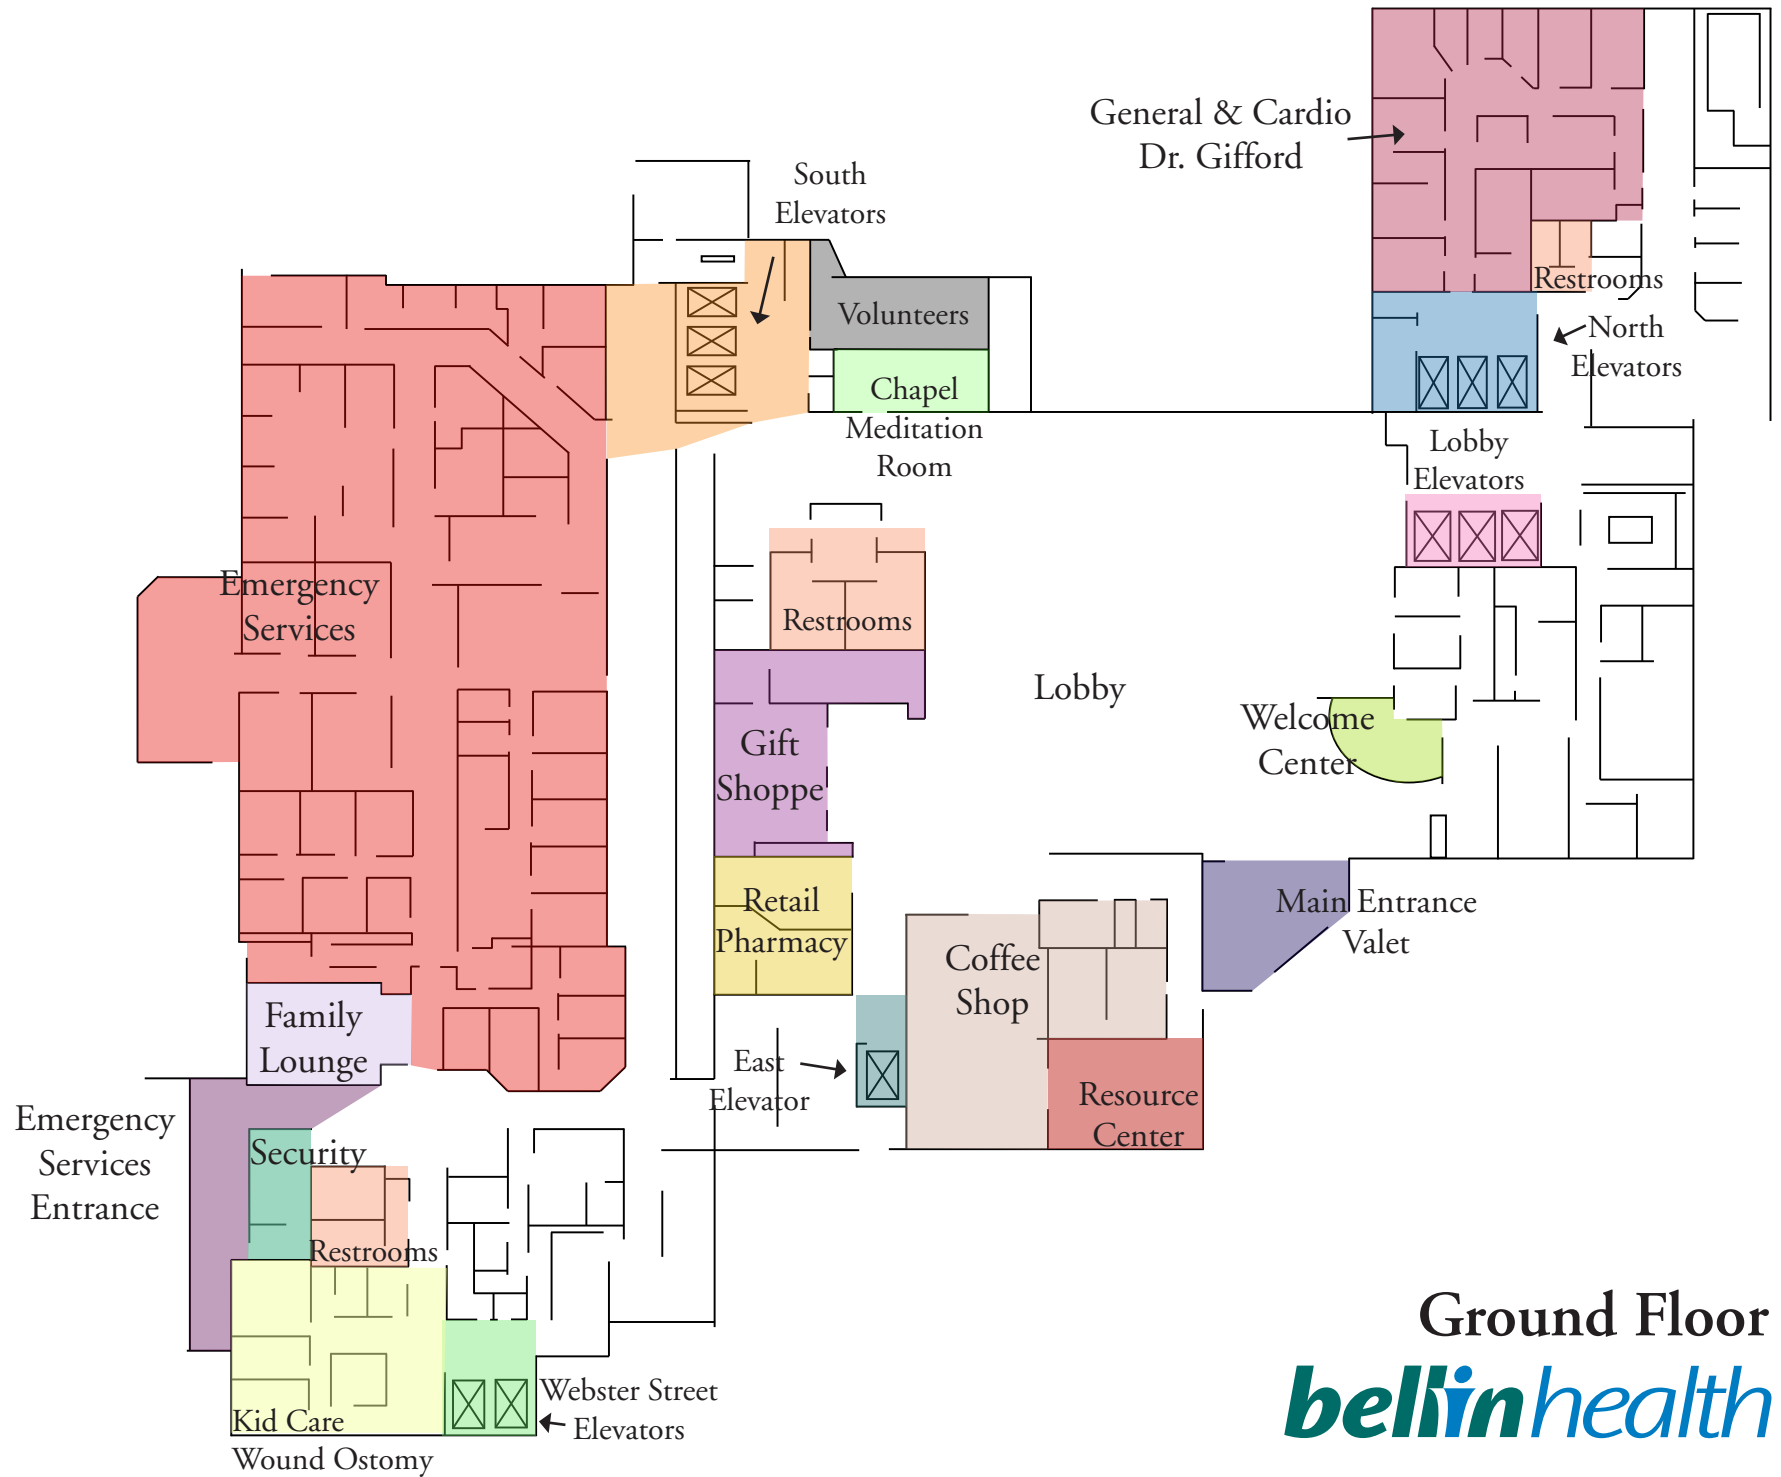 General & Cardio
Dr. Gifford
South
Elevators
Restrooms
Volunteers
North
Elevators
Chapel
Meditation
Room
Lobby
Elevators
Emergency
Services
Restrooms
Lobby
Welcome
Center
Gift
Shoppe
Retail
Pharmacy
Main Entrance
Valet
Coffee
Shop
Family
Lounge
East
Elevator
Resource
Center
Emergency
Services
Entrance
Security
Restrooms
Kid Care
Wound Ostomy
Webster Street
Elevators
Ground Floor
bellinhealth